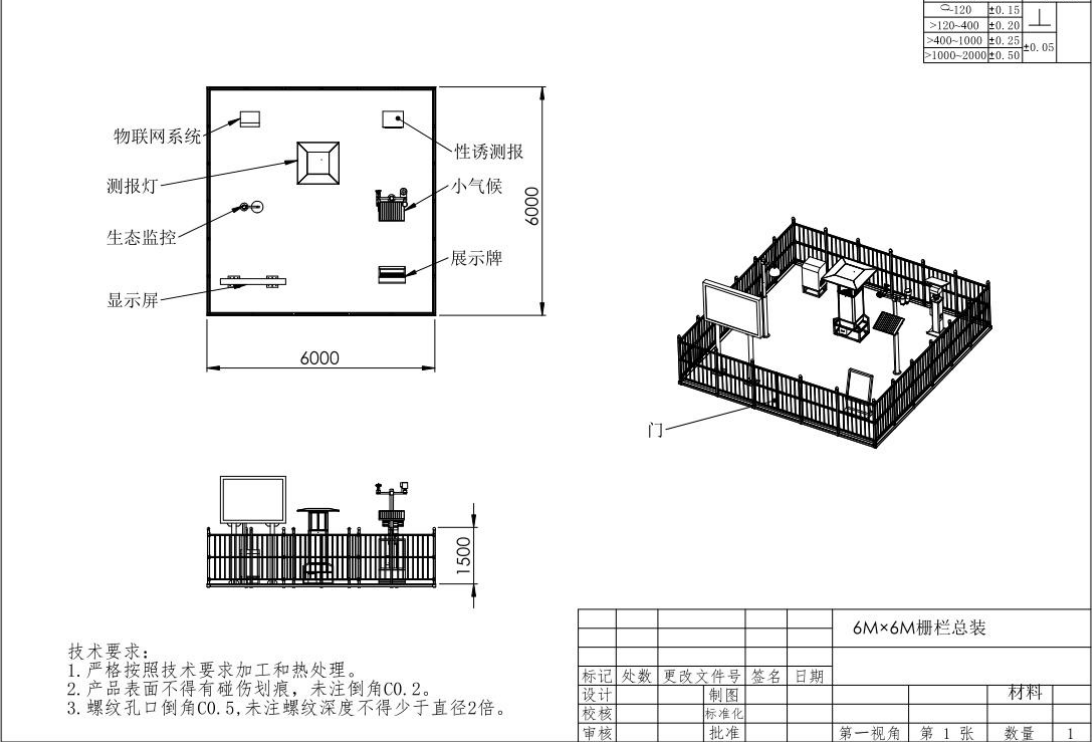 0-120 ±0.15
>120~400 ±0.20
>400~1000 ±0.25
±0.05
>1000~2000 ±0.50
物联网系统
性诱测报
测报灯
小气候
6000
生态监控
展示牌
显示屏
6000
门
1500
技术要求:
1.严格按照技术要求加工和热处理。
2.产品表面不得有碰伤划痕，未注倒角C0.2。
3.螺纹孔口倒角C0.5,未注螺纹深度不得少于直径2倍。
6M×6M栅栏总装
标记 处数 更改文件号 签名 日期
设计 制图 材料
校核 标准化
审核 批准 第一视角 第 1 张 数量 1